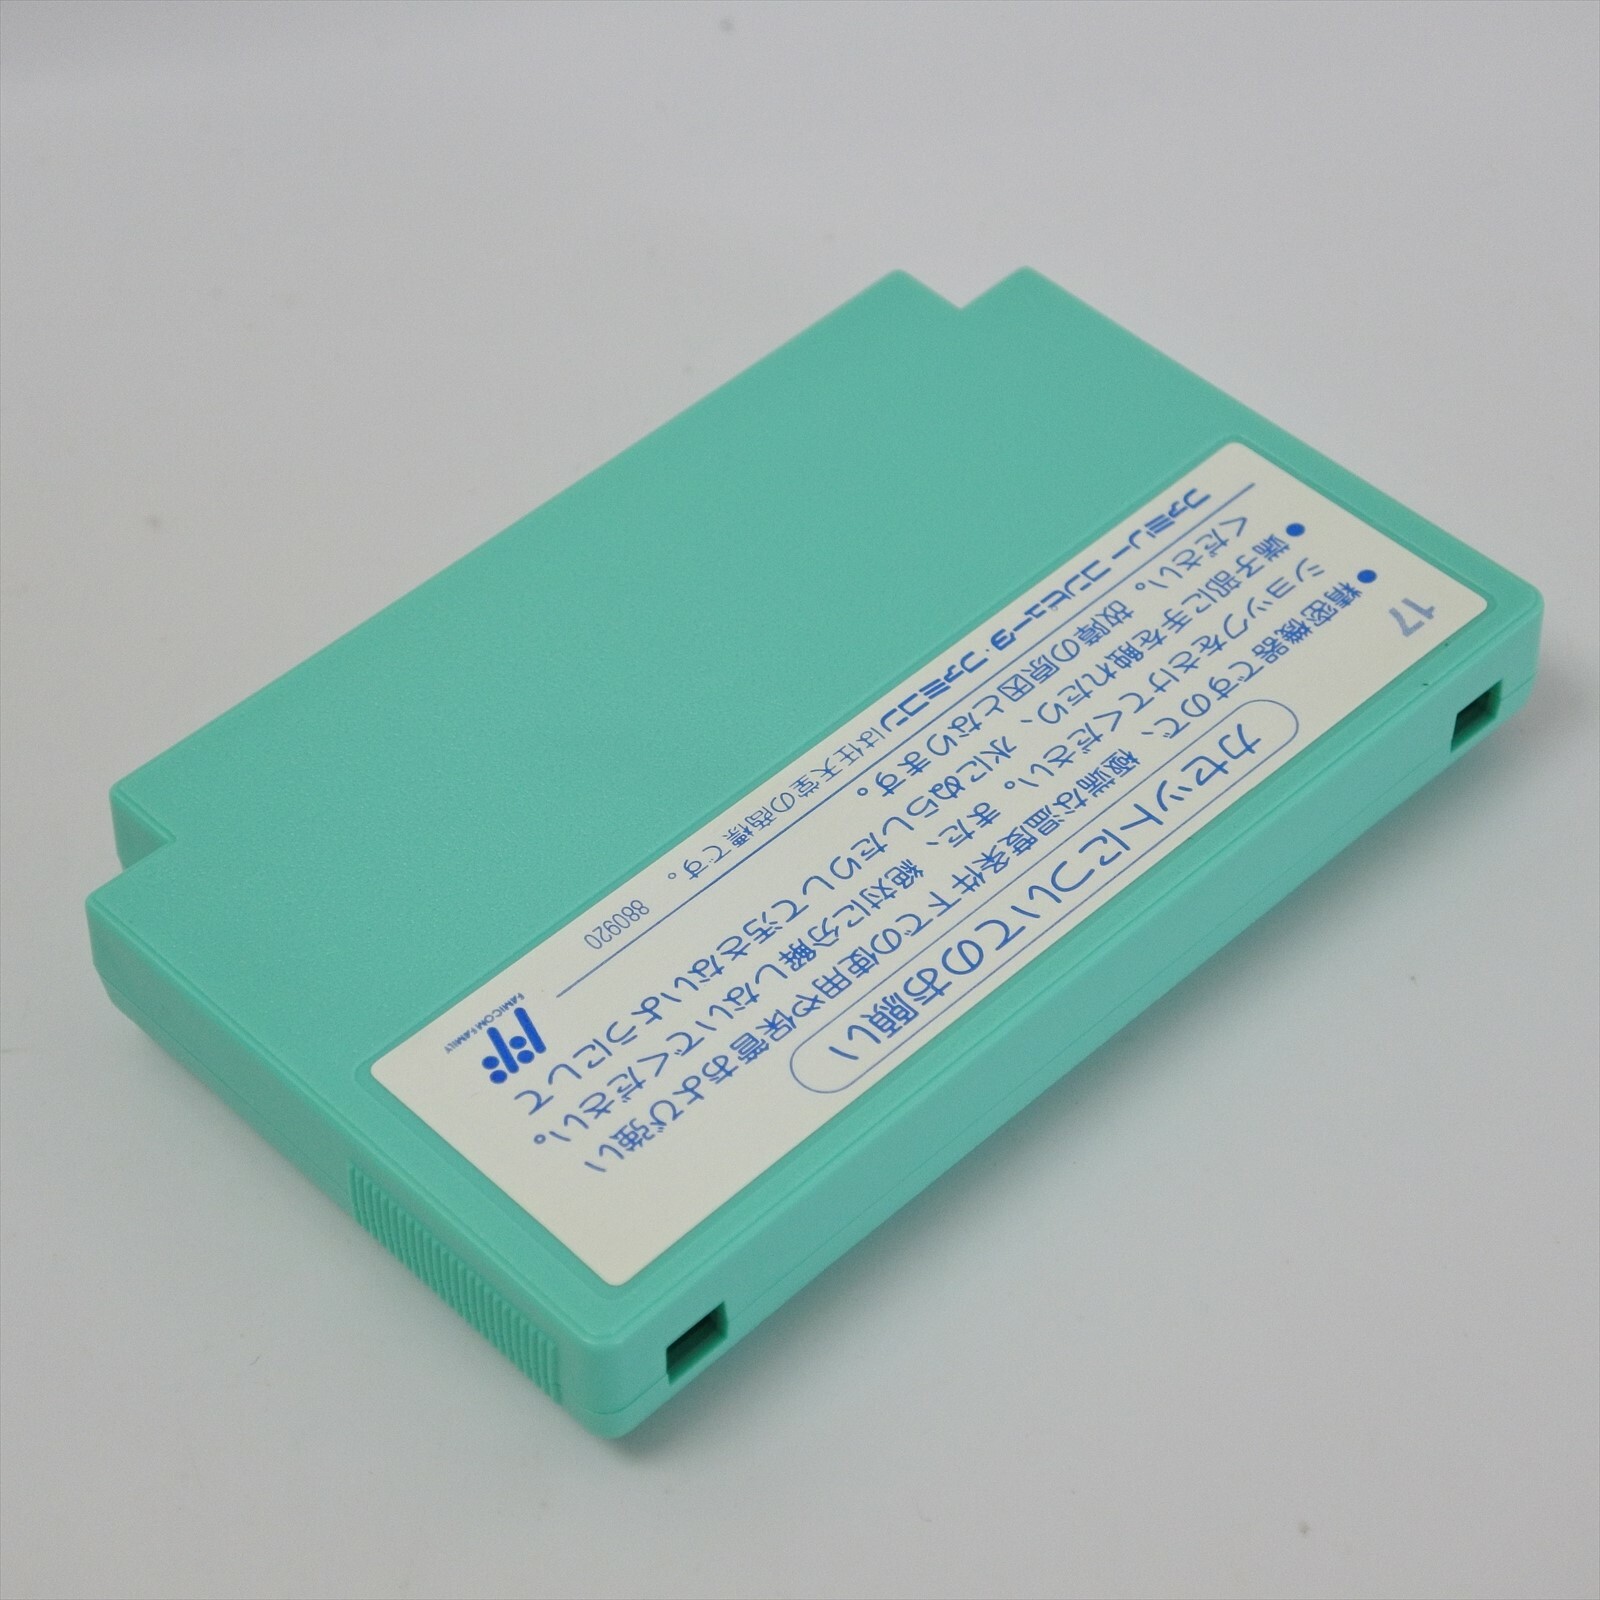 カセットについてのお願い
17
●精密機器ですので、極端な温度条件下での使用や保管および強い
ショックをさけてください。また、絶対に分解しないでください。
●端子部に手を触れたり、水にぬらしたりして汚さないようにして
ください。故障の原因となります。
ファミリーコンピュータ・ファミコンは任天堂の商標です。
880920
FAMICOM FAMILY